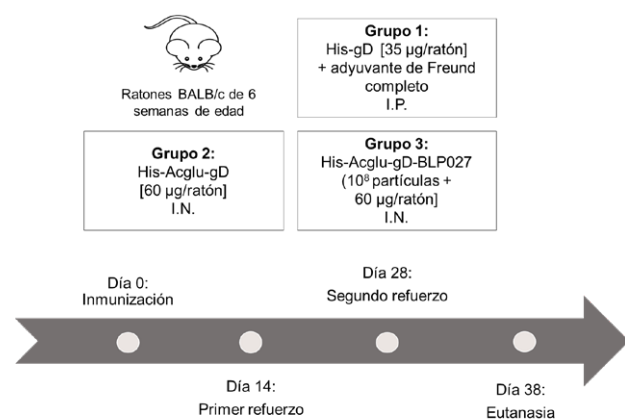 Ratones BALB/c de 6
semanas de edad
Grupo 1:
His-gD [35 µg/ratón]
+ adyuvante de Freund
completo
I.P.
Grupo 2:
His-Acglu-gD
[60 µg/ratón]
I.N.
Grupo 3:
His-Acglu-gD-BLP027
(10⁸ partículas +
60 µg/ratón]
I.N.
Día 0:
Inmunización
Día 14:
Primer refuerzo
Día 28:
Segundo refuerzo
Día 38:
Eutanasia